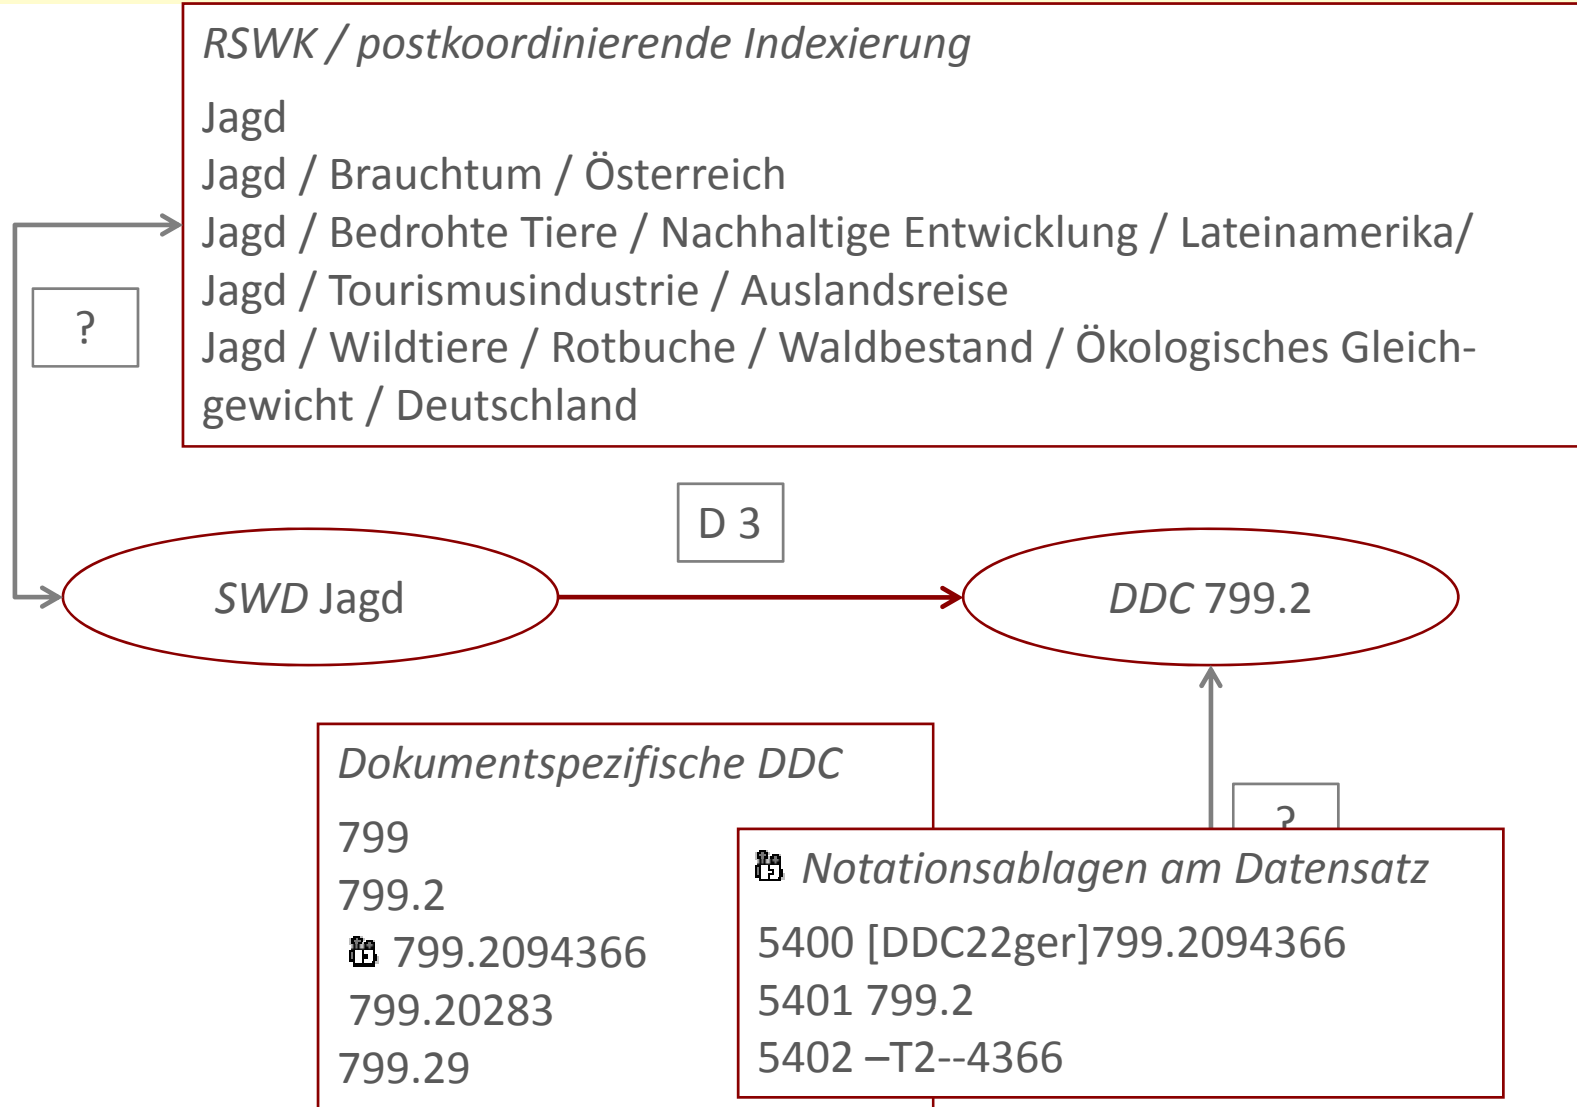 RSWK / postkoordinierende Indexierung
Jagd
Jagd / Brauchtum / Österreich
Jagd / Bedrohte Tiere / Nachhaltige Entwicklung / Lateinamerika/
Jagd / Tourismusindustrie / Auslandsreise
Jagd / Wildtiere / Rotbuche / Waldbestand / Ökologisches Gleich-
gewicht / Deutschland
?
D 3
SWD Jagd
DDC 799.2
Dokumentspezifische DDC
799
799.2
799.2094366
799.20283
799.29
?
Notationsablagen am Datensatz
5400 [DDC22ger]799.2094366
5401 799.2
5402 –T2--4366